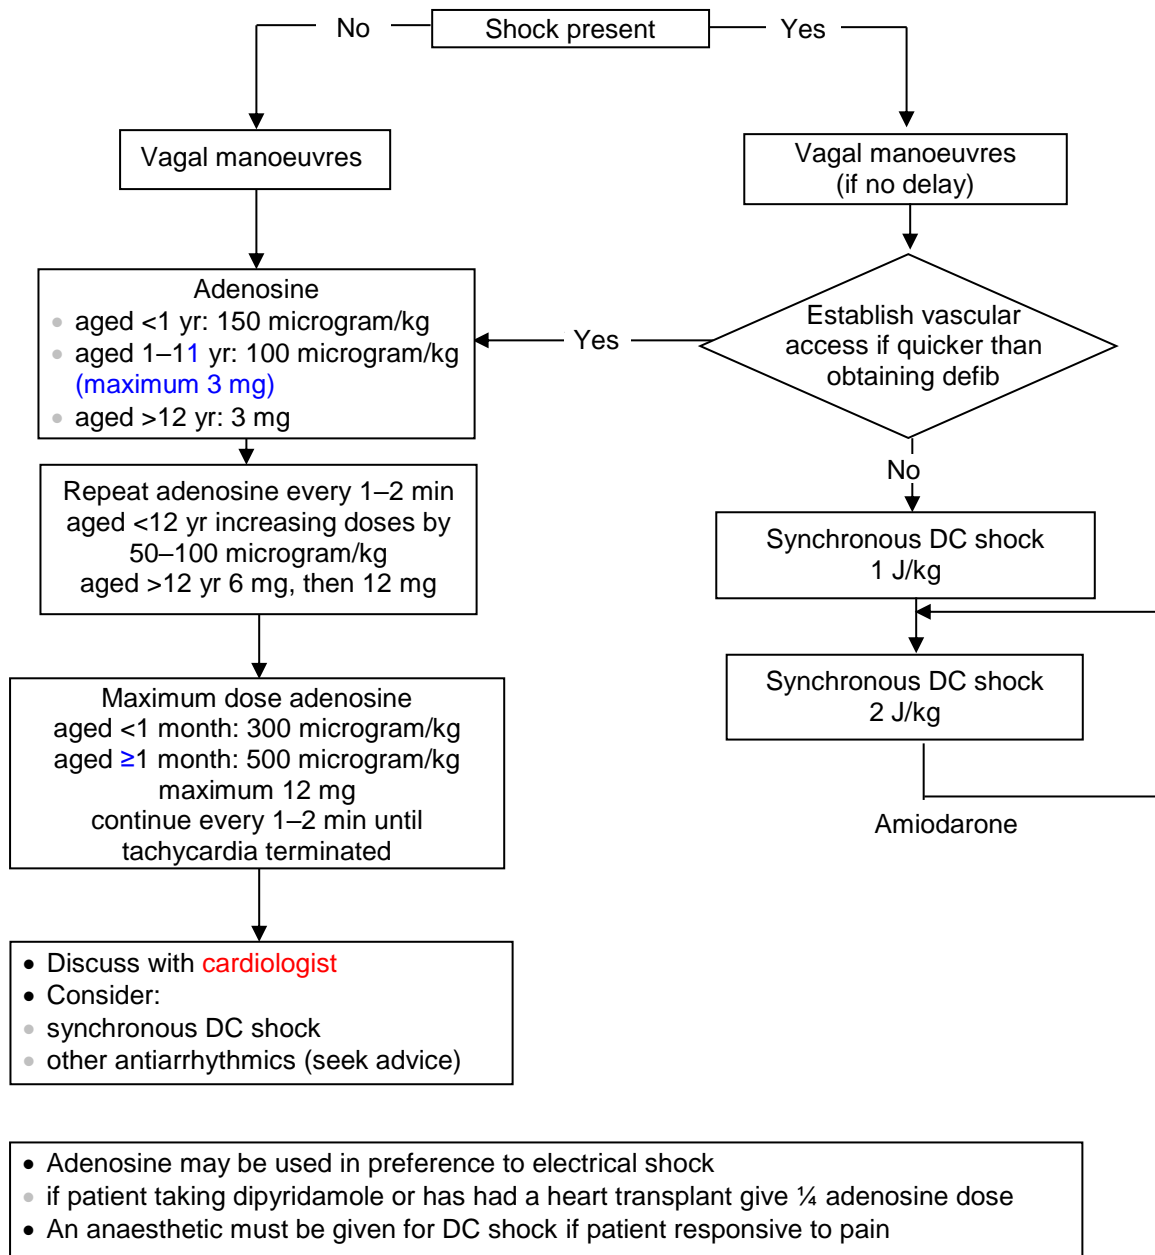 No
Shock present
Yes
Vagal manoeuvres
Vagal manoeuvres
(if no delay)
Adenosine
• aged <1 yr: 150 microgram/kg
• aged 1–11 yr: 100 microgram/kg
(maximum 3 mg)
• aged >12 yr: 3 mg
Yes
Establish vascular
access if quicker than
obtaining defib
No
Repeat adenosine every 1–2 min
aged <12 yr increasing doses by
50–100 microgram/kg
aged >12 yr 6 mg, then 12 mg
Synchronous DC shock
1 J/kg
Synchronous DC shock
2 J/kg
Amiodarone
Maximum dose adenosine
aged <1 month: 300 microgram/kg
aged ≥1 month: 500 microgram/kg
maximum 12 mg
continue every 1–2 min until
tachycardia terminated
• Discuss with cardiologist
• Consider:
• synchronous DC shock
• other antiarrhythmics (seek advice)
• Adenosine may be used in preference to electrical shock
• if patient taking dipyridamole or has had a heart transplant give ¼ adenosine dose
• An anaesthetic must be given for DC shock if patient responsive to pain